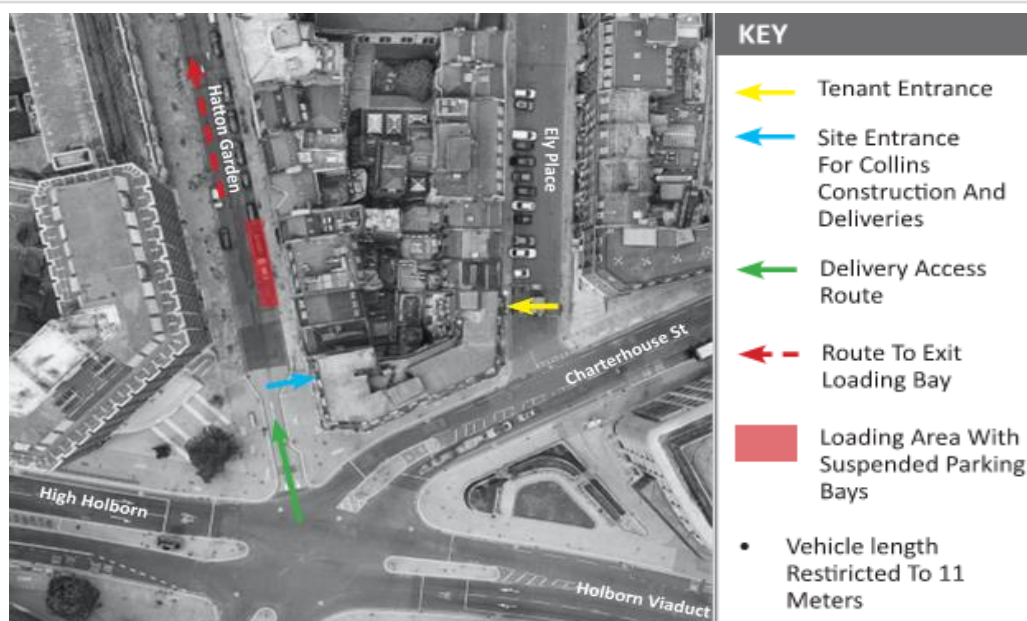 Hatton Garden
Ely Place
Charterhouse St
High Holborn
Holborn Viaduct
KEY
Tenant Entrance
Site Entrance
For Collins
Construction And
Deliveries
Delivery Access
Route
Route To Exit
Loading Bay
Loading Area With
Suspended Parking
Bays
• Vehicle length
Restricted To 11
Meters